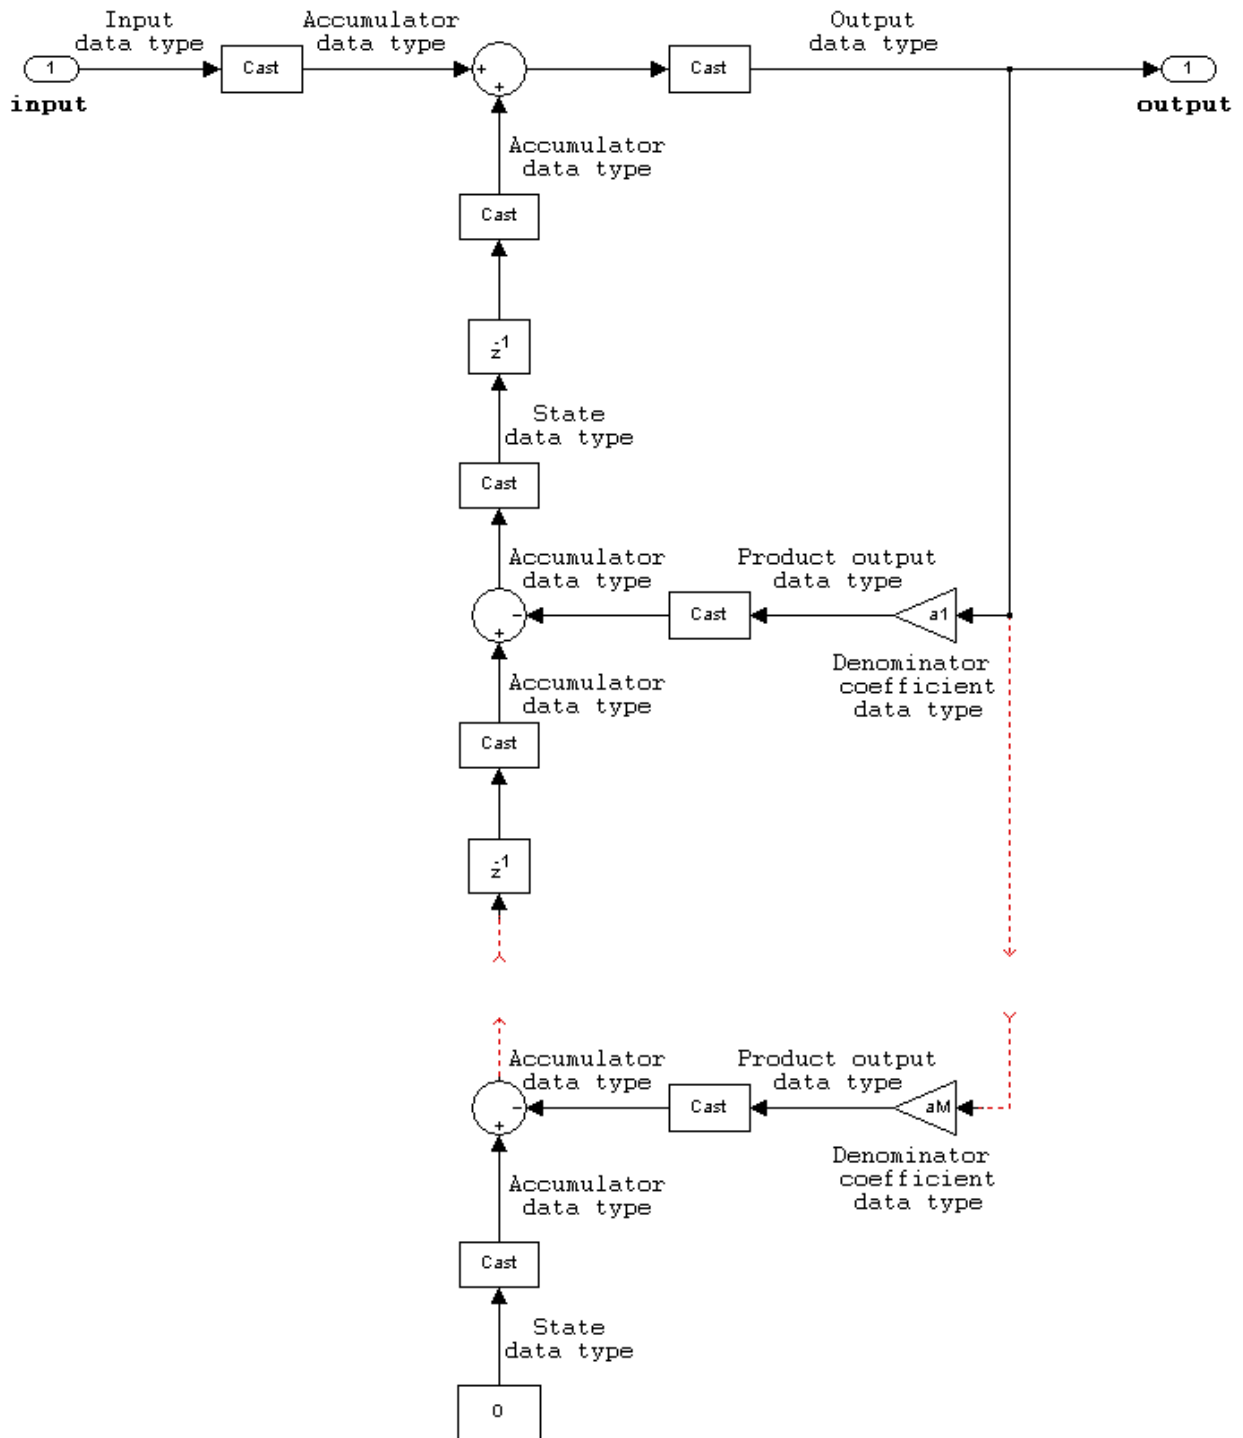 Input
data type
Accumulator
data type
Output
data type
1
Cast
+
+
Cast
1
input
output
Accumulator
data type
Cast
z-1
State
data type
Cast
Accumulator
data type
Product output
data type
-
+
Cast
a1
Accumulator
data type
Denominator
coefficient
data type
Cast
z-1
Accumulator
data type
Product output
data type
-
+
Cast
aM
Accumulator
data type
Denominator
coefficient
data type
Cast
State
data type
0